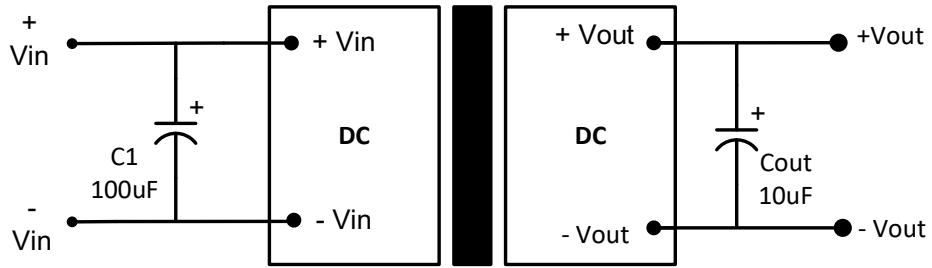 +
Vin
+ Vin
+ Vout
+Vout
+
DC
DC
+
C1
100uF
Cout
10uF
-
Vin
- Vin
- Vout
- Vout